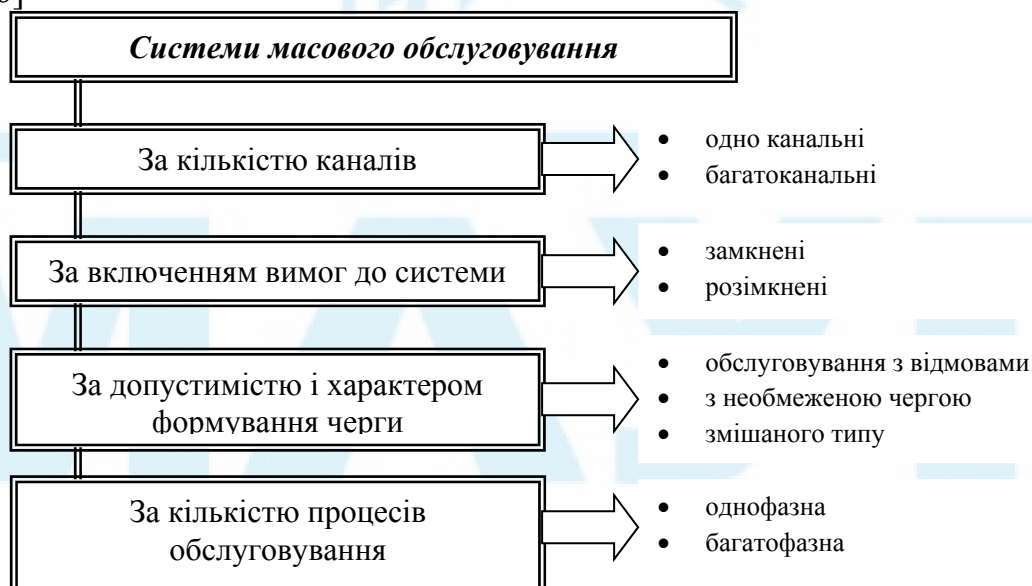 Системи масового обслуговування
За кількістю каналів
• одно канальні
• багатоканальні
За включенням вимог до системи
• замкнені
• розімкнені
За допустимістю і характером
формування черги
• обслуговування з відмовами
• з необмеженою чергою
• змішаного типу
За кількістю процесів
обслуговування
• однофазна
• багатофазна